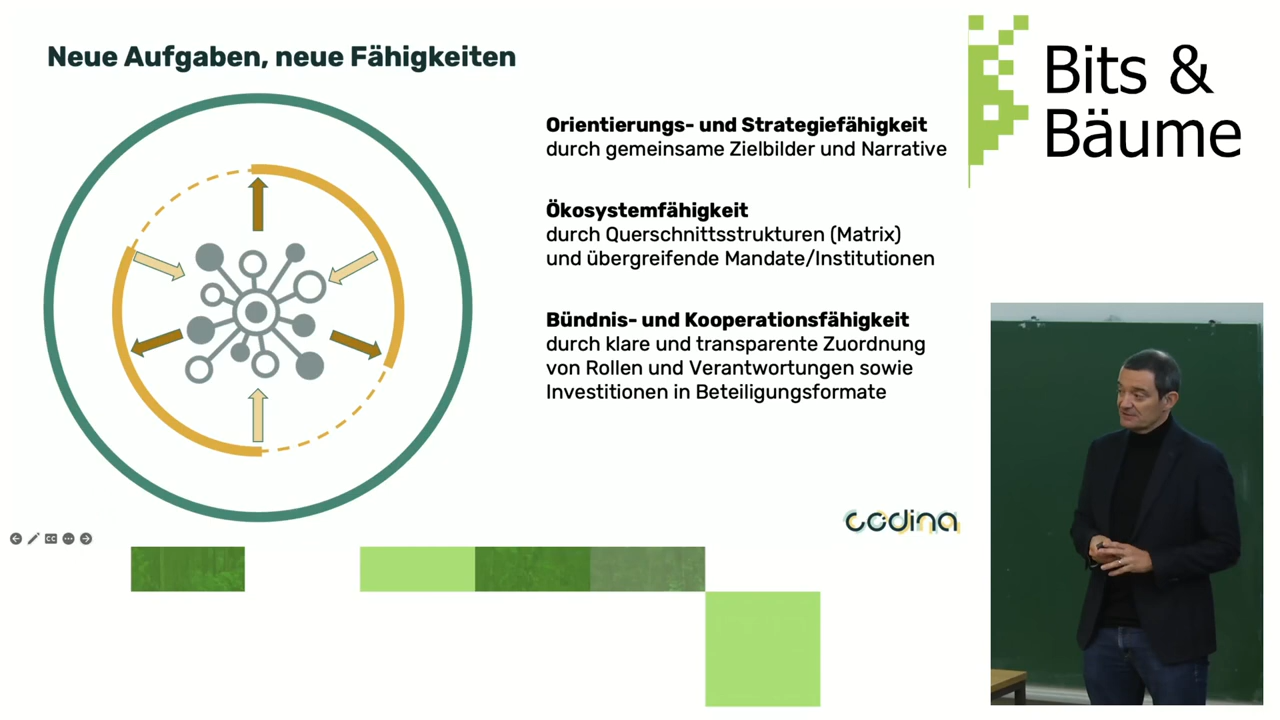 Neue Aufgaben, neue Fähigkeiten
Orientierungs- und Strategiefähigkeit
durch gemeinsame Zielbilder und Narrative
Ökosystemfähigkeit
durch Querschnittsstrukturen (Matrix)
und übergreifende Mandate/Institutionen
Bündnis- und Kooperationsfähigkeit
durch klare und transparente Zuordnung
von Rollen und Verantwortungen sowie
Investitionen in Beteiligungsformate
codina
Bits &
Bäume
CC